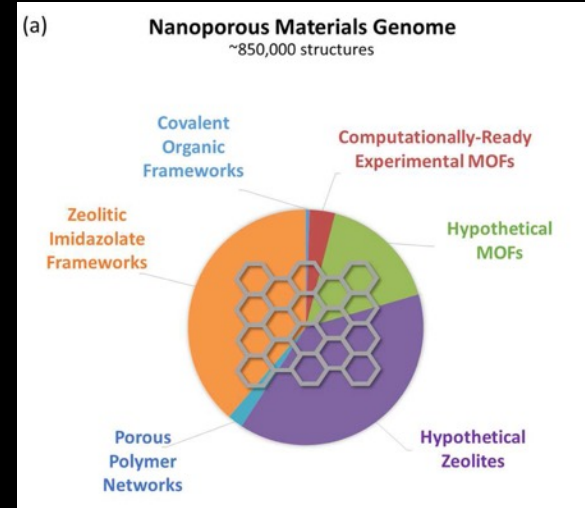 (a)
Nanoporous Materials Genome
~850,000 structures
Covalent
Organic
Frameworks
Computationally-Ready
Experimental MOFs
Zeolitic
Imidazolate
Frameworks
Hypothetical
MOFs
Porous
Polymer
Networks
Hypothetical
Zeolites